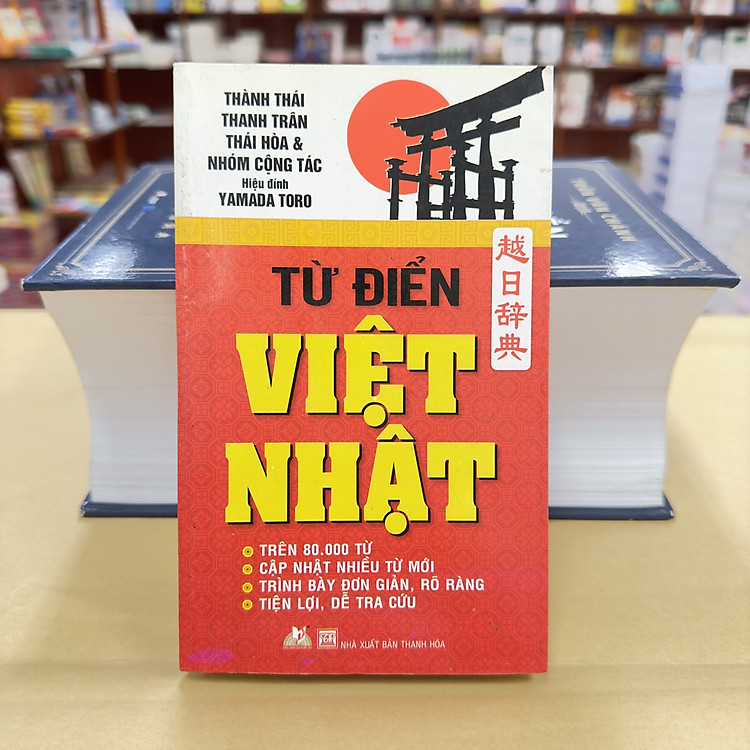 THÀNH THÁI
THANH TRÂN
THÁI HÒA &
NHÓM CỘNG TÁC
Hiệu đính
YAMADA TORO
越日辞典
TỪ ĐIỂN
VIỆT
NHẬT
TRÊN 80.000 TỪ
CẬP NHẬT NHIỀU TỪ MỚI
TRÌNH BÀY ĐƠN GIẢN, RÕ RÀNG
TIỆN LỢI, DỄ TRA CỨU
NHÀ XUẤT BẢN THANH HÓA